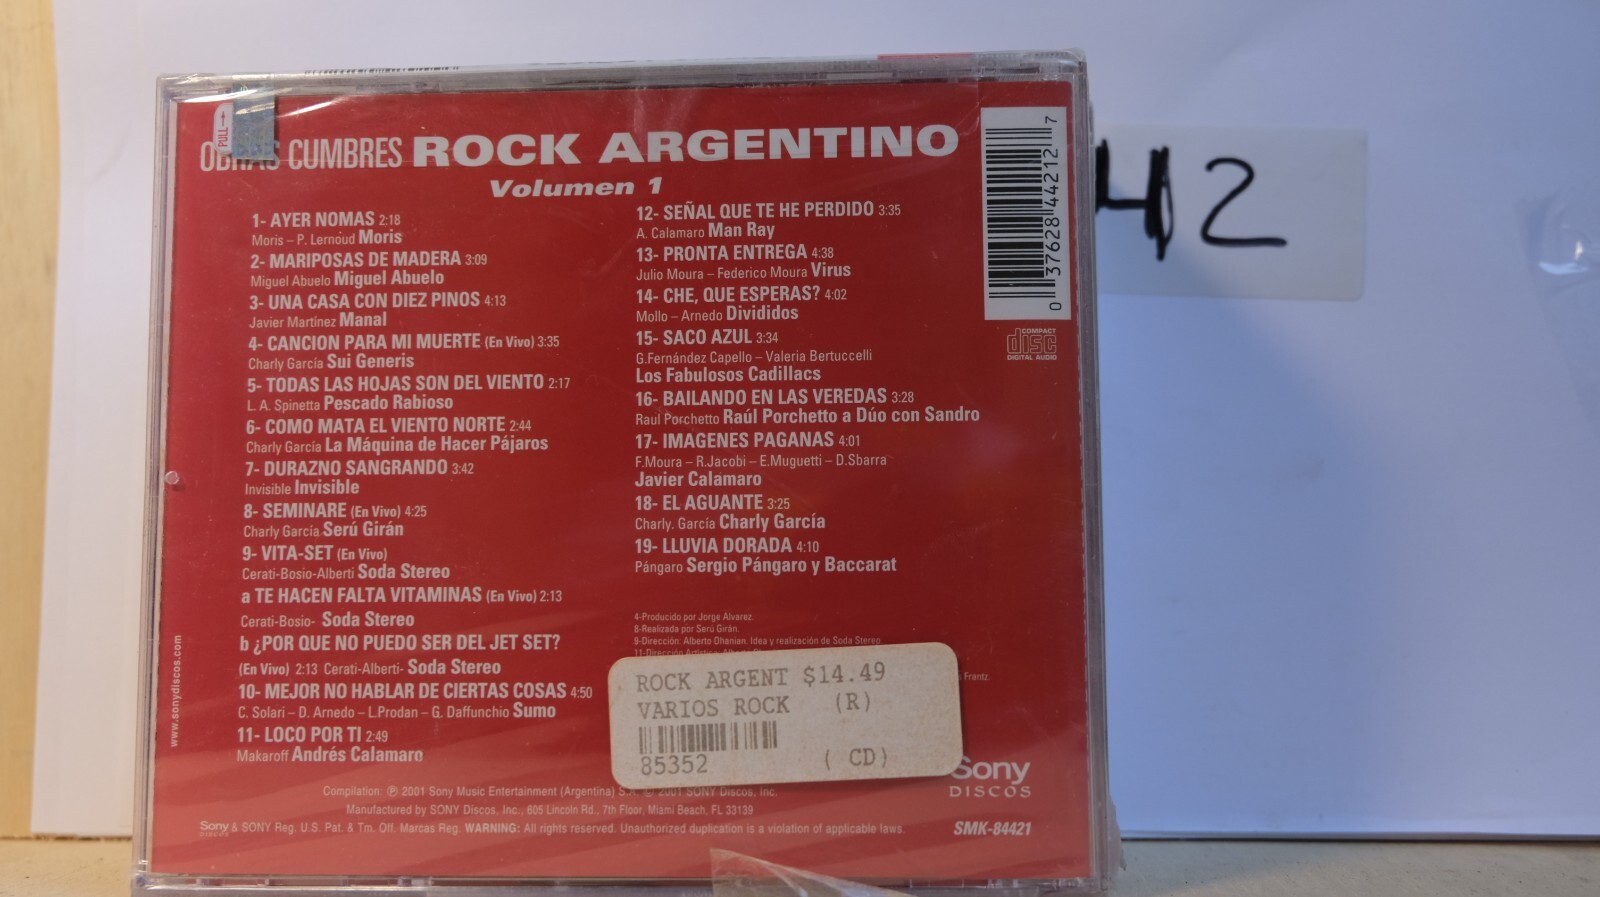 PULL
OBRAS CUMBRES ROCK ARGENTINO
Volumen 1
1- AYER NOMAS 2:18
Moris – P. Lernoud Moris
2- MARIPOSAS DE MADERA 3:09
Miguel Abuelo Miguel Abuelo
3- UNA CASA CON DIEZ PINOS 4:13
Javier Martínez Manal
4- CANCION PARA MI MUERTE (En Vivo) 3:35
Charly García Sui Generis
5- TODAS LAS HOJAS SON DEL VIENTO 2:17
L. A. Spinetta Pescado Rabioso
6- COMO MATA EL VIENTO NORTE 2:44
Charly García La Máquina de Hacer Pájaros
7- DURAZNO SANGRANDO 3:42
Invisible Invisible
8- SEMINARE (En Vivo) 4:25
Charly García Serú Girán
9- VITA-SET (En Vivo)
Cerati-Bosio-Alberti Soda Stereo
a TE HACEN FALTA VITAMINAS (En Vivo) 2:13
Cerati-Bosio- Soda Stereo
b ¿POR QUE NO PUEDO SER DEL JET SET?
(En Vivo) 2:13 Cerati-Alberti- Soda Stereo
10- MEJOR NO HABLAR DE CIERTAS COSAS 4:50
C. Solari – D. Arnedo – L.Prodan – G. Daffunchio Sumo
11- LOCO POR TI 2:49
Makaroff Andrés Calamaro
12- SEÑAL QUE TE HE PERDIDO 3:35
A. Calamaro Man Ray
13- PRONTA ENTREGA 4:38
Julio Moura – Federico Moura Virus
14- CHE, QUE ESPERAS? 4:02
Mollo – Arnedo Divididos
15- SACO AZUL 3:34
G.Fernández Capello – Valeria Bertuccelli
Los Fabulosos Cadillacs
16- BAILANDO EN LAS VEREDAS 3:28
Raul Porchetto Raúl Porchetto a Dúo con Sandro
17- IMAGENES PAGANAS 4:01
F.Moura – R.Jacobi – E.Muguetti – D.Sbarra
Javier Calamaro
18- EL AGUANTE 3:25
Charly. García Charly García
19- LLUVIA DORADA 4:10
Pángaro Sergio Pángaro y Baccarat
4-Producido por Jorge Alvarez.
8-Realizada por Serú Girán.
9-Dirección: Alberto Ohanian. Idea y realización de Soda Stereo.
11-Dirección Artística:
Frantz.
ROCK ARGENT $14.49
VARIOS ROCK (R)
85352 ( CD)
0 37628 44212 7
COMPACT
disc
DIGITAL AUDIO
42
www.sonydiscos.com
Sony
DISCOS
SMK-84421
Compilation: ℗ 2001 Sony Music Entertainment (Argentina) S.A. © 2001 SONY Discos, Inc.
Manufactured by SONY Discos, Inc., 605 Lincoln Rd., 7th Floor, Miami Beach, FL 33139
Sony DISCOS & SONY Reg. U.S. Pat. & Tm. Off. Marcas Reg. WARNING: All rights reserved. Unauthorized duplication is a violation of applicable laws.